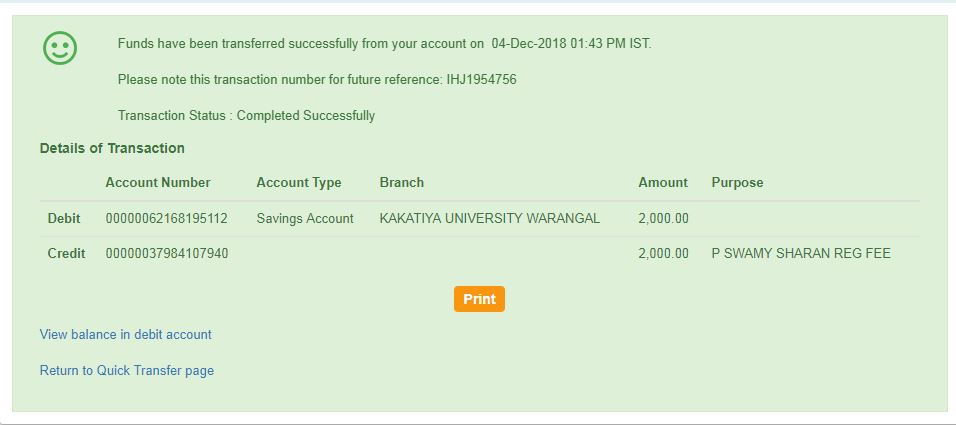 Funds have been transferred successfully from your account on 04-Dec-2018 01:43 PM IST.
Please note this transaction number for future reference: IHJ1954756
Transaction Status : Completed Successfully
Details of Transaction
Account Number Account Type Branch Amount Purpose
Debit 00000062168195112 Savings Account KAKATIYA UNIVERSITY WARANGAL 2,000.00
Credit 00000037984107940 2,000.00 P SWAMY SHARAN REG FEE
Print
View balance in debit account
Return to Quick Transfer page